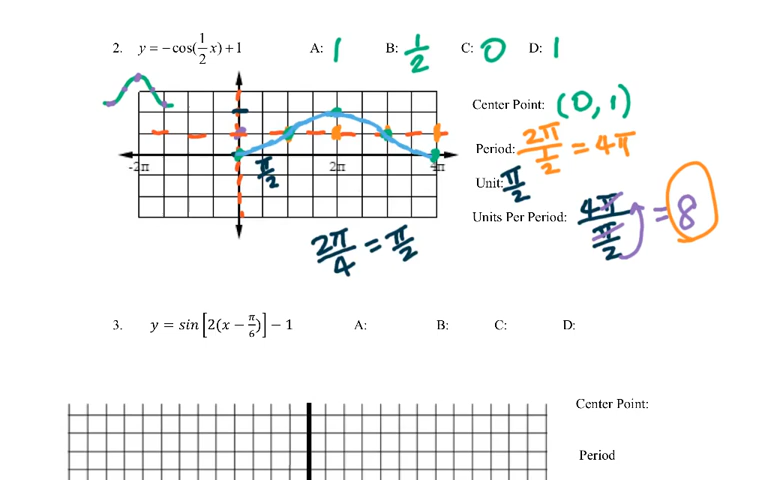 2. y = −cos(1/2 x) + 1 A: 1 B: 1/2 C: 0 D: 1
Center Point: (0, 1)
Period: 2π / 1/2 = 4π
-2π π/2 2π 4π
Unit: π/2
Units Per Period: 4π / π/2 = 8
2π/4 = π/2
3. y = sin[2(x − π/6)] − 1 A: B: C: D:
Center Point:
Period